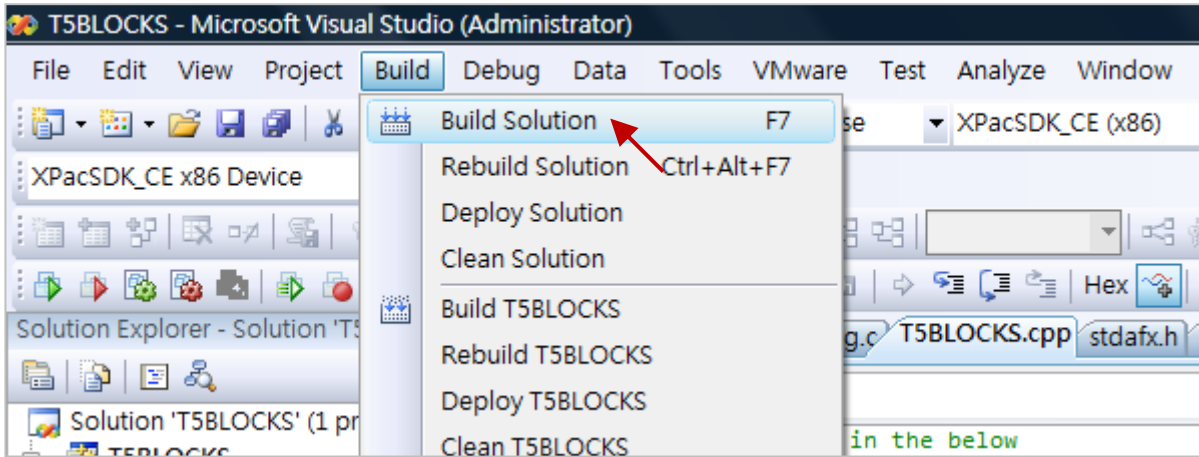 T5BLOCKS - Microsoft Visual Studio (Administrator)
File Edit View Project Build Debug Data Tools VMware Test Analyze Window
Build Solution F7
se XPacSDK_CE (x86)
Rebuild Solution Ctrl+Alt+F7
XPacSDK_CE x86 Device
Deploy Solution
Clean Solution
Build T5BLOCKS
Hex
Solution Explorer - Solution 'T5
g.c T5BLOCKS.cpp stdafx.h
Rebuild T5BLOCKS
Deploy T5BLOCKS
Solution 'T5BLOCKS' (1 pr
Clean T5BLOCKS
in the below
T5BLOCKS